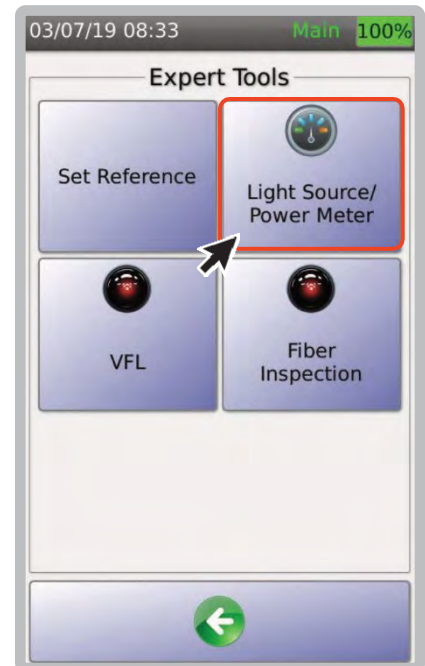 03/07/19 08:33 Main 100%
Expert Tools
Set Reference
Light Source/
Power Meter
VFL
Fiber
Inspection